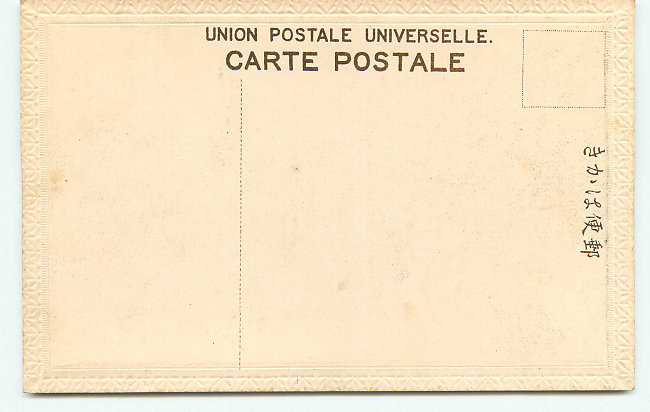 UNION POSTALE UNIVERSELLE.
CARTE POSTALE
きかは便郵